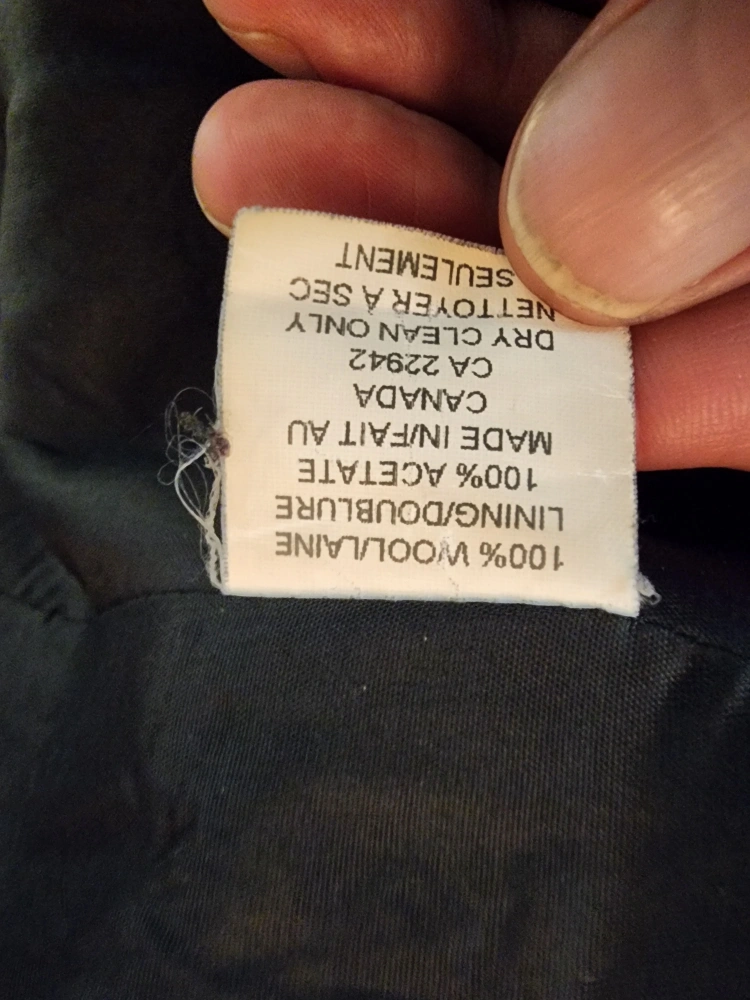 100% WOOL/LAINE
LINING/DOUBLURE
100% ACETATE
MADE IN/FAIT AU
CANADA
CA 22942
DRY CLEAN ONLY
NETTOYER À SEC
SEULEMENT